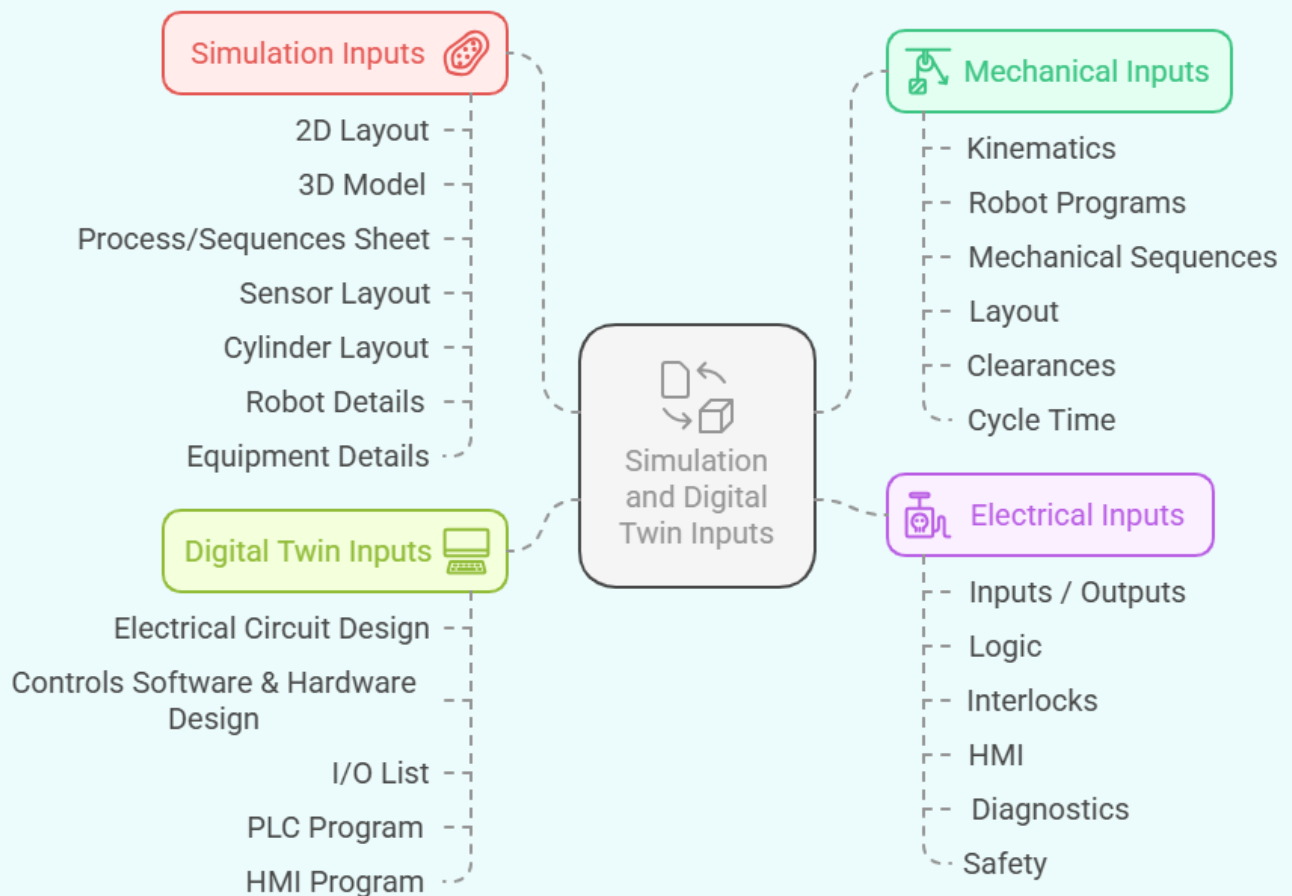 Simulation Inputs
2D Layout
3D Model
Process/Sequences Sheet
Sensor Layout
Cylinder Layout
Robot Details
Equipment Details
Digital Twin Inputs
Electrical Circuit Design
Controls Software & Hardware
Design
I/O List
PLC Program
HMI Program
Simulation
and Digital
Twin Inputs
Mechanical Inputs
Kinematics
Robot Programs
Mechanical Sequences
Layout
Clearances
Cycle Time
Electrical Inputs
Inputs / Outputs
Logic
Interlocks
HMI
Diagnostics
Safety